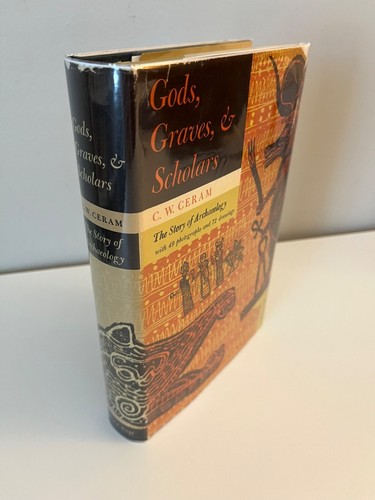 Gods,
Graves, &
Scholars
C. W. CERAM
The Story of Archaeology
with 49 photographs and 72 drawings
Gods,
Graves, &
Scholars
W. CERAM
The Story of
Archaeology